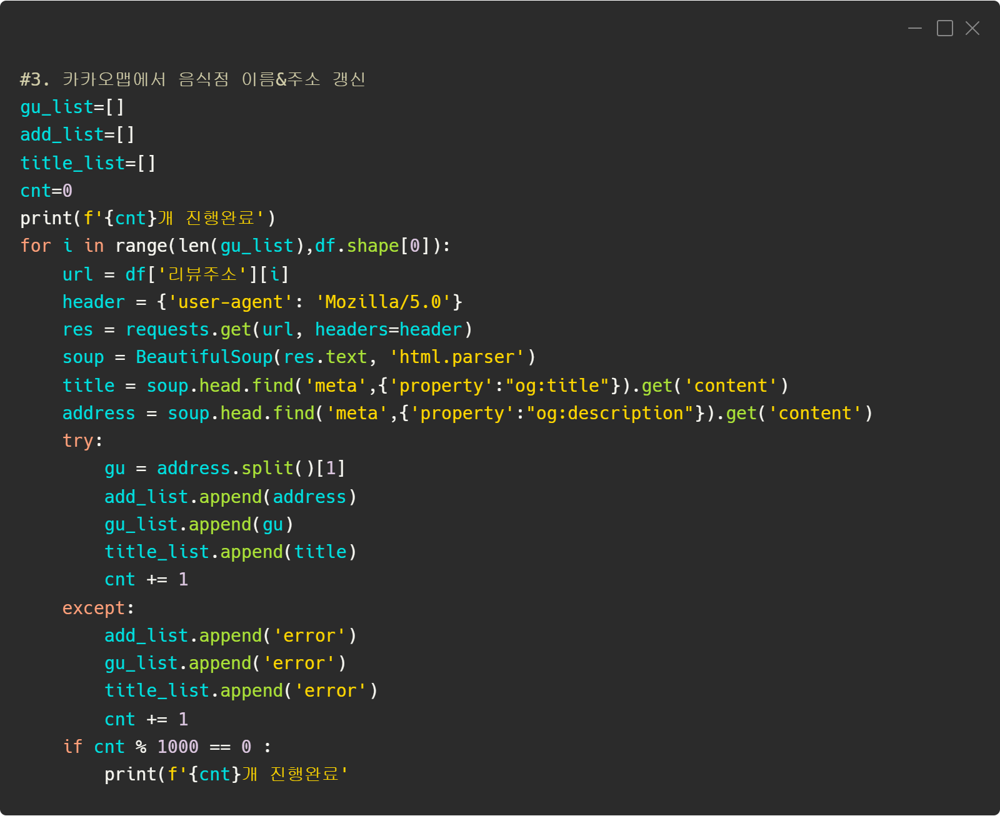 #3. 카카오맵에서 음식점 이름&주소 갱신
gu_list=[]
add_list=[]
title_list=[]
cnt=0
print(f'{cnt}개 진행완료')
for i in range(len(gu_list),df.shape[0]):
    url = df['리뷰주소'][i]
    header = {'user-agent': 'Mozilla/5.0'}
    res = requests.get(url, headers=header)
    soup = BeautifulSoup(res.text, 'html.parser')
    title = soup.head.find('meta',{'property':"og:title"}).get('content')
    address = soup.head.find('meta',{'property':"og:description"}).get('content')
    try:
        gu = address.split()[1]
        add_list.append(address)
        gu_list.append(gu)
        title_list.append(title)
        cnt += 1
    except:
        add_list.append('error')
        gu_list.append('error')
        title_list.append('error')
        cnt += 1
    if cnt % 1000 == 0 :
        print(f'{cnt}개 진행완료'